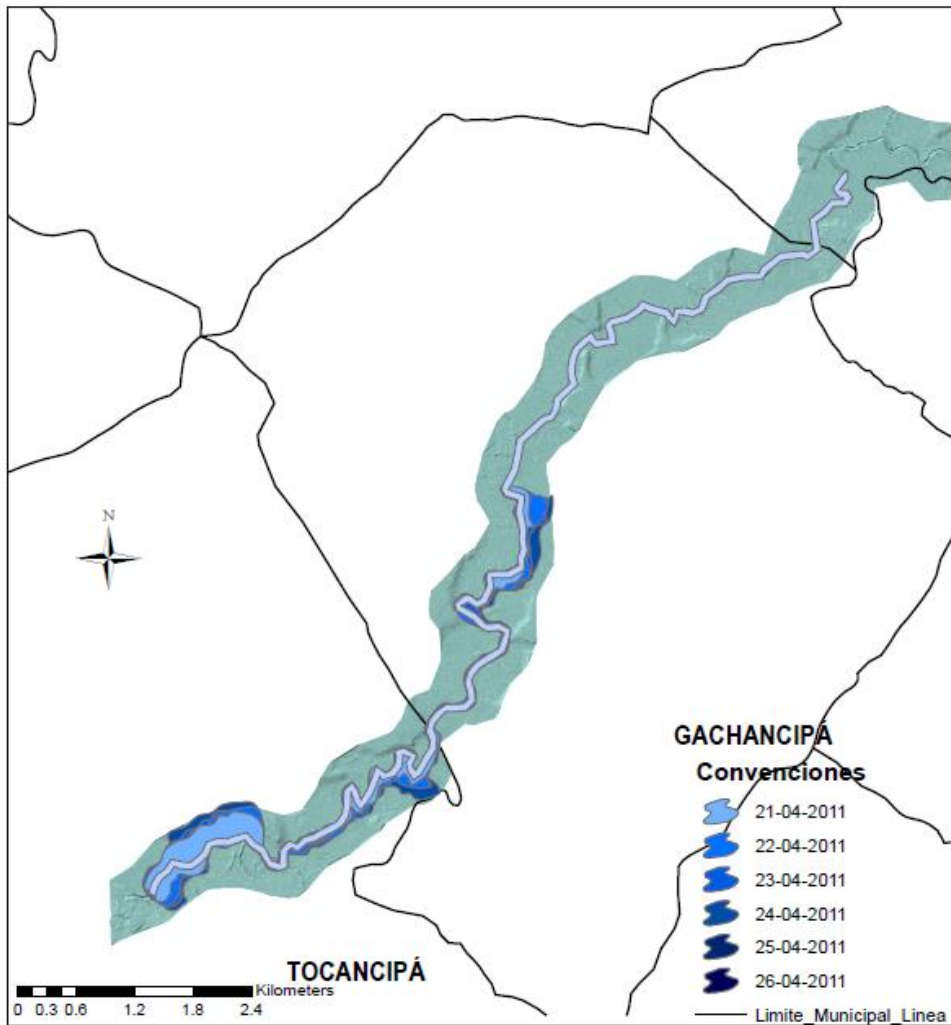 N
GACHANCIPÁ
Convenciones
21-04-2011
22-04-2011
23-04-2011
24-04-2011
25-04-2011
26-04-2011
Limite_Municipal_Linea
TOCANCIPÁ
Kilometers
0 0.3 0.6 1.2 1.8 2.4